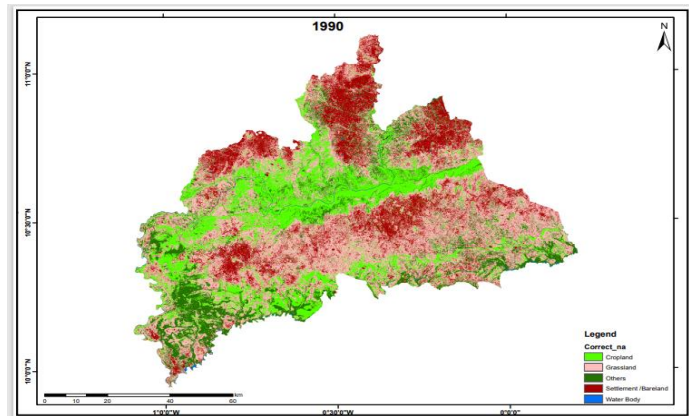 1990
N
11°0'0"N
10°30'0"N
10°0'0"N
Legend
Correct_na
Cropland
Grassland
Others
Settlement /Bareland
Water Body
0 10 20 40 60
km
1°0'0"W
0°30'0"W
0°0'0"